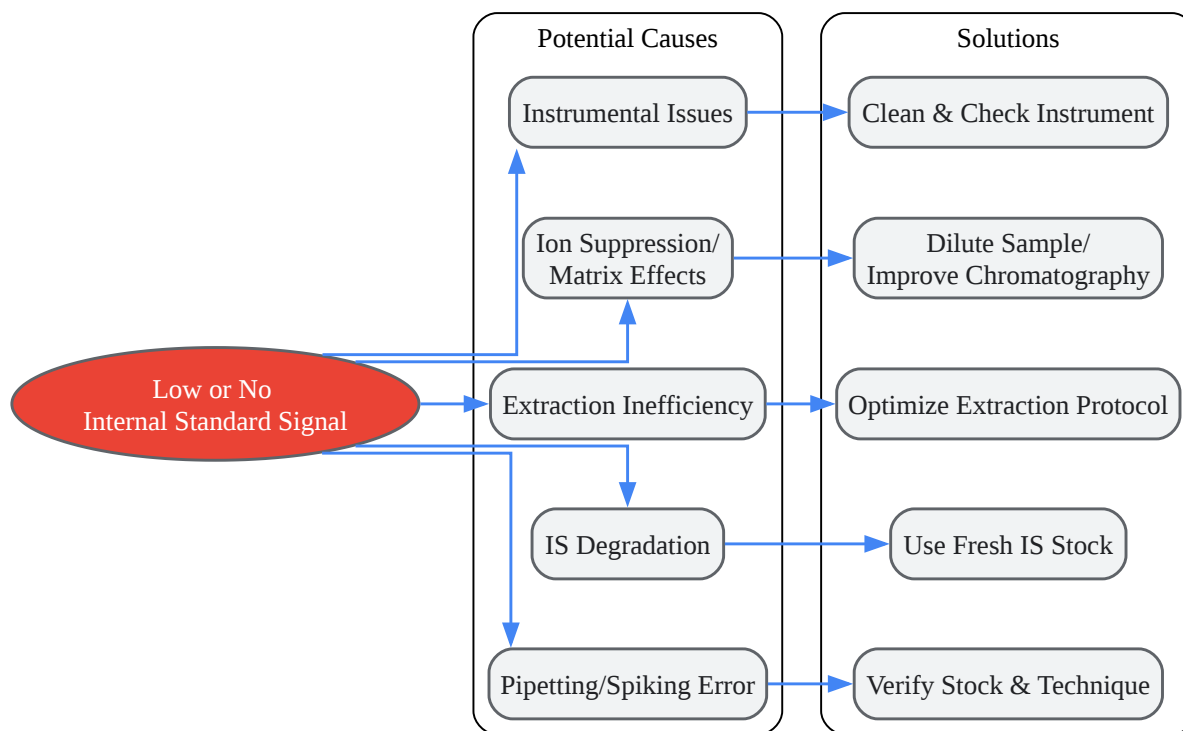 Potential Causes
Solutions
Instrumental Issues
Clean & Check Instrument
Ion Suppression/
Matrix Effects
Dilute Sample/
Improve Chromatography
Low or No
Internal Standard Signal
Extraction Inefficiency
Optimize Extraction Protocol
IS Degradation
Use Fresh IS Stock
Pipetting/Spiking Error
Verify Stock & Technique